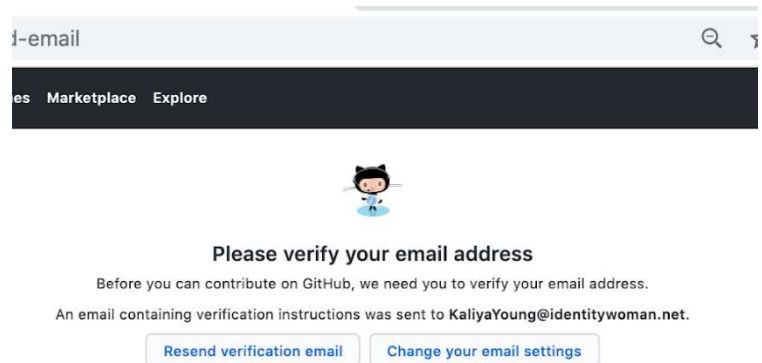 d-email
Marketplace Explore
Please verify your email address
Before you can contribute on GitHub, we need you to verify your email address.
An email containing verification instructions was sent to KaliyaYoung@identitywoman.net.
Resend verification email Change your email settings